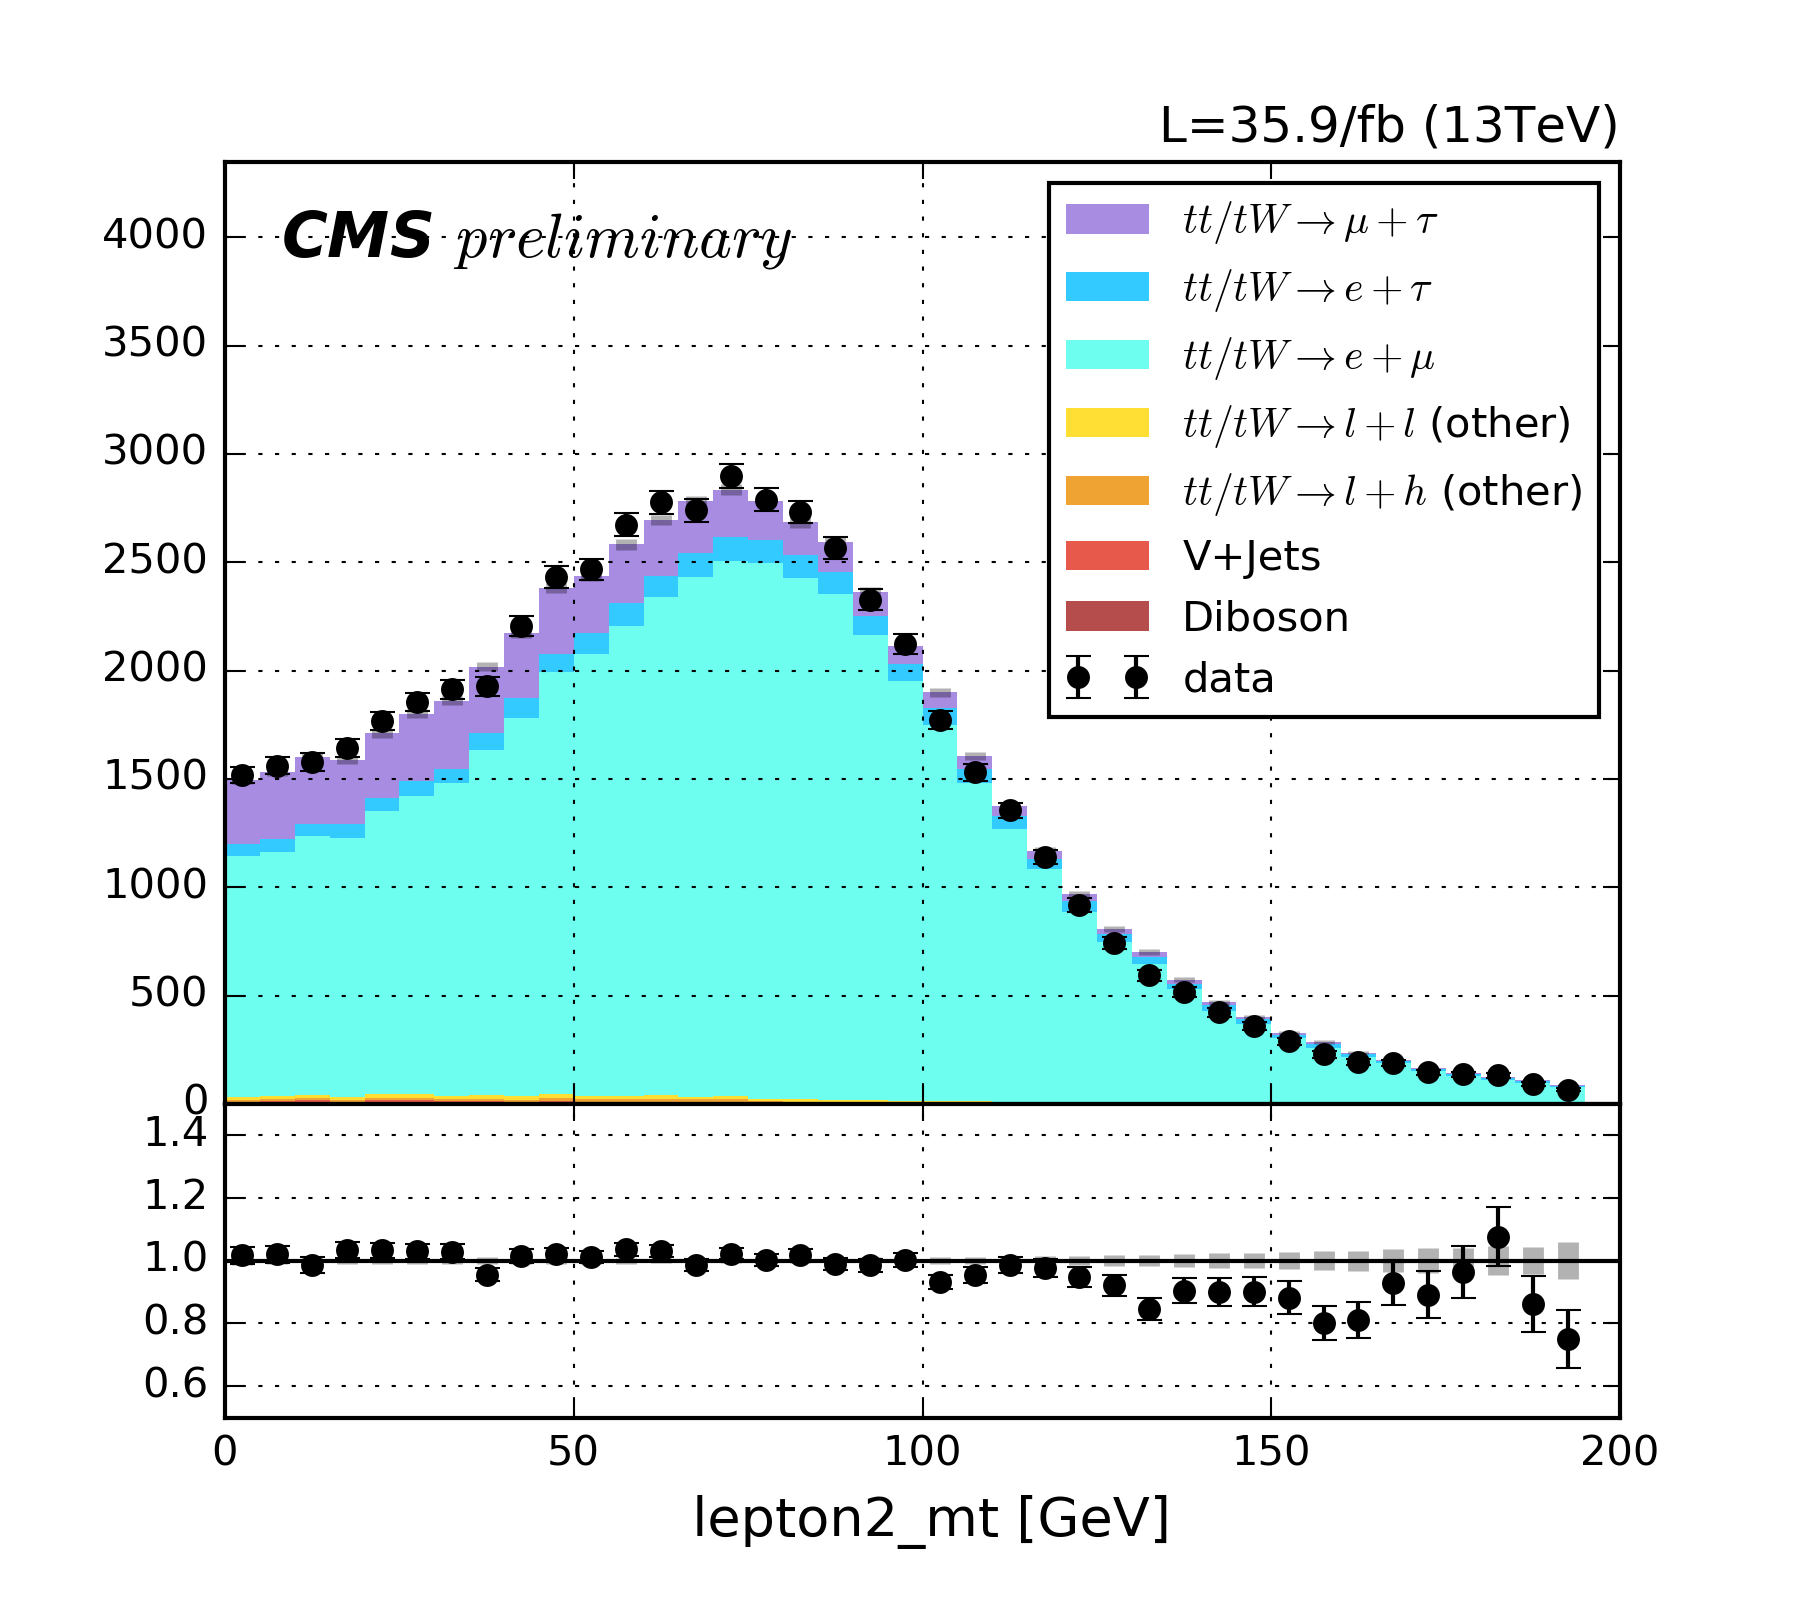 L=35.9/fb (13TeV)
CMS preliminary
4000
3500
3000
2500
2000
1500
1000
500
0
tt/tW→μ+τ
tt/tW→e+τ
tt/tW→e+μ
tt/tW→l+l (other)
tt/tW→l+h (other)
V+Jets
Diboson
data
1.4
1.2
1.0
0.8
0.6
0 50 100 150 200
lepton2_mt [GeV]